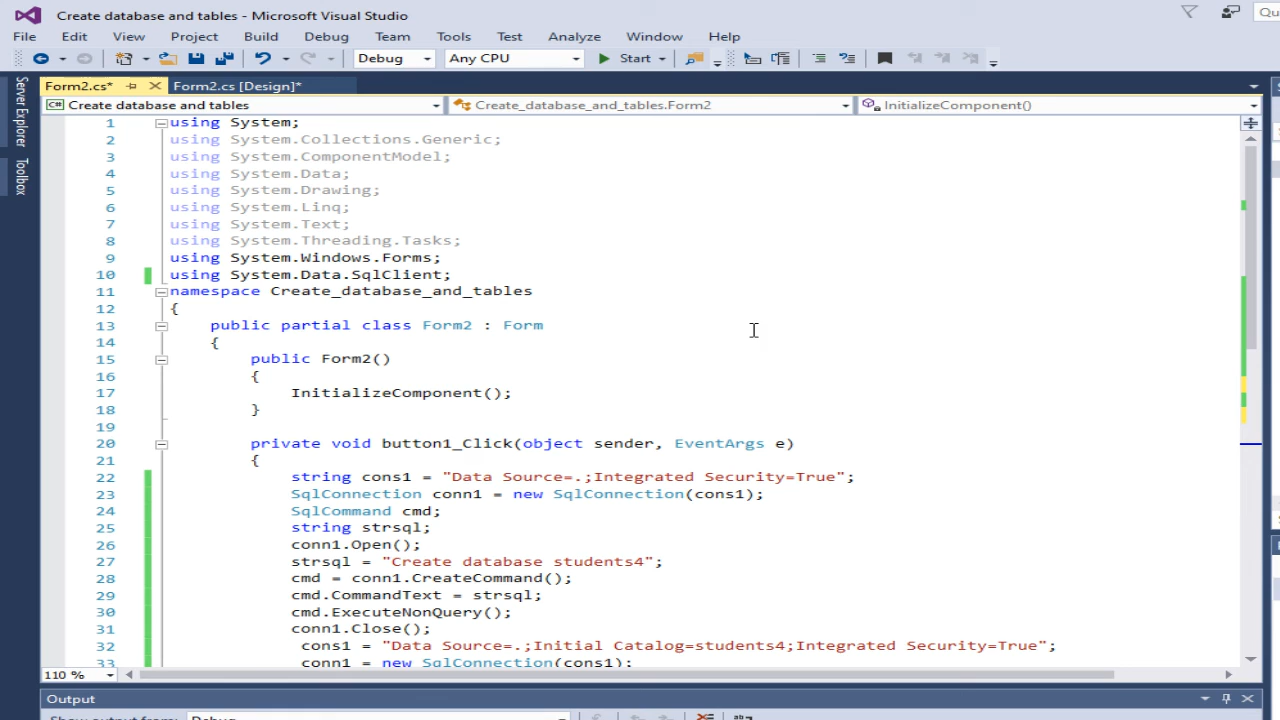 Create database and tables - Microsoft Visual Studio
Qu
File Edit View Project Build Debug Team Tools Test Analyze Window Help
Debug Any CPU Start
Server Explorer
Toolbox
Form2.cs* Form2.cs [Design]*
C# Create database and tables Create_database_and_tables.Form2 InitializeComponent()
1 using System;
2 using System.Collections.Generic;
3 using System.ComponentModel;
4 using System.Data;
5 using System.Drawing;
6 using System.Linq;
7 using System.Text;
8 using System.Threading.Tasks;
9 using System.Windows.Forms;
10 using System.Data.SqlClient;
11 namespace Create_database_and_tables
12 {
13 public partial class Form2 : Form
14 {
15 public Form2()
16 {
17 InitializeComponent();
18 }
19
20 private void button1_Click(object sender, EventArgs e)
21 {
22 string cons1 = "Data Source=.;Integrated Security=True";
23 SqlConnection conn1 = new SqlConnection(cons1);
24 SqlCommand cmd;
25 string strsql;
26 conn1.Open();
27 strsql = "Create database students4";
28 cmd = conn1.CreateCommand();
29 cmd.CommandText = strsql;
30 cmd.ExecuteNonQuery();
31 conn1.Close();
32 cons1 = "Data Source=.;Initial Catalog=students4;Integrated Security=True";
33 conn1 = new SqlConnection(cons1);
110 %
Output
Show output from: Debug